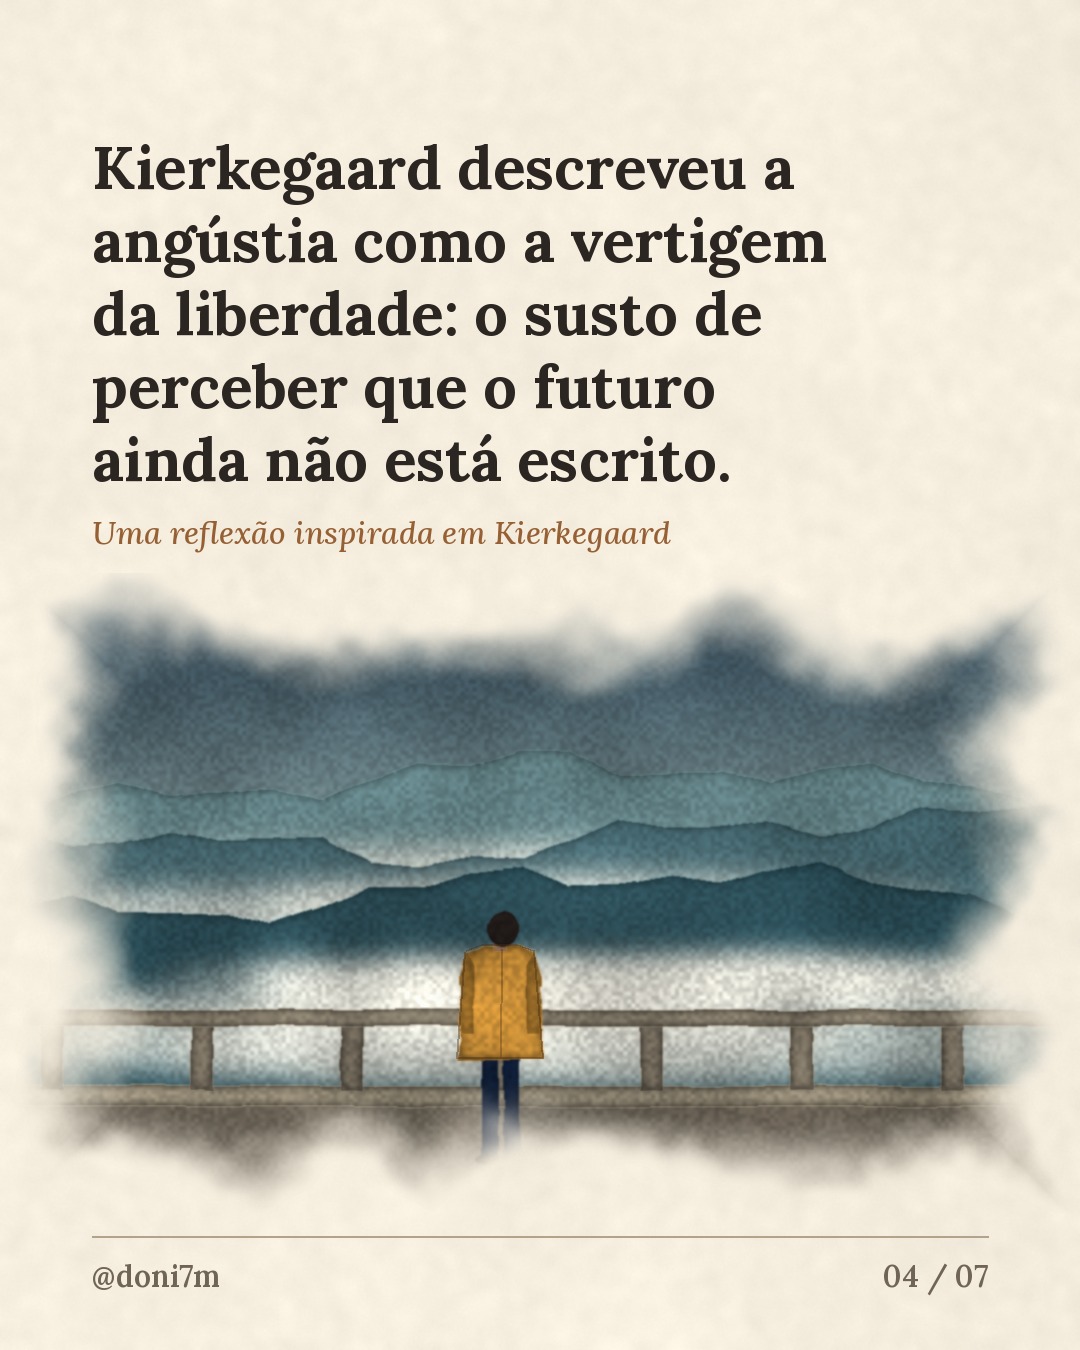 Kierkegaard descreveu a
angústia como a vertigem
da liberdade: o susto de
perceber que o futuro
ainda não está escrito.
Uma reflexão inspirada em Kierkegaard
@doni7m
04 / 07